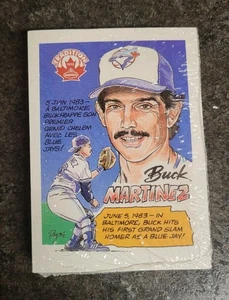 TRADITION
5 JUIN 1983—
À BALTIMORE,
BUCK FRAPPE SON
PREMIER
GRAND CHELEM
AVEC LES
BLUE JAYS!
Buck
MARTINEZ
JUNE 5, 1983—IN
BALTIMORE, BUCK HITS
HIS FIRST GRAND SLAM
HOMER AS A BLUE JAY!